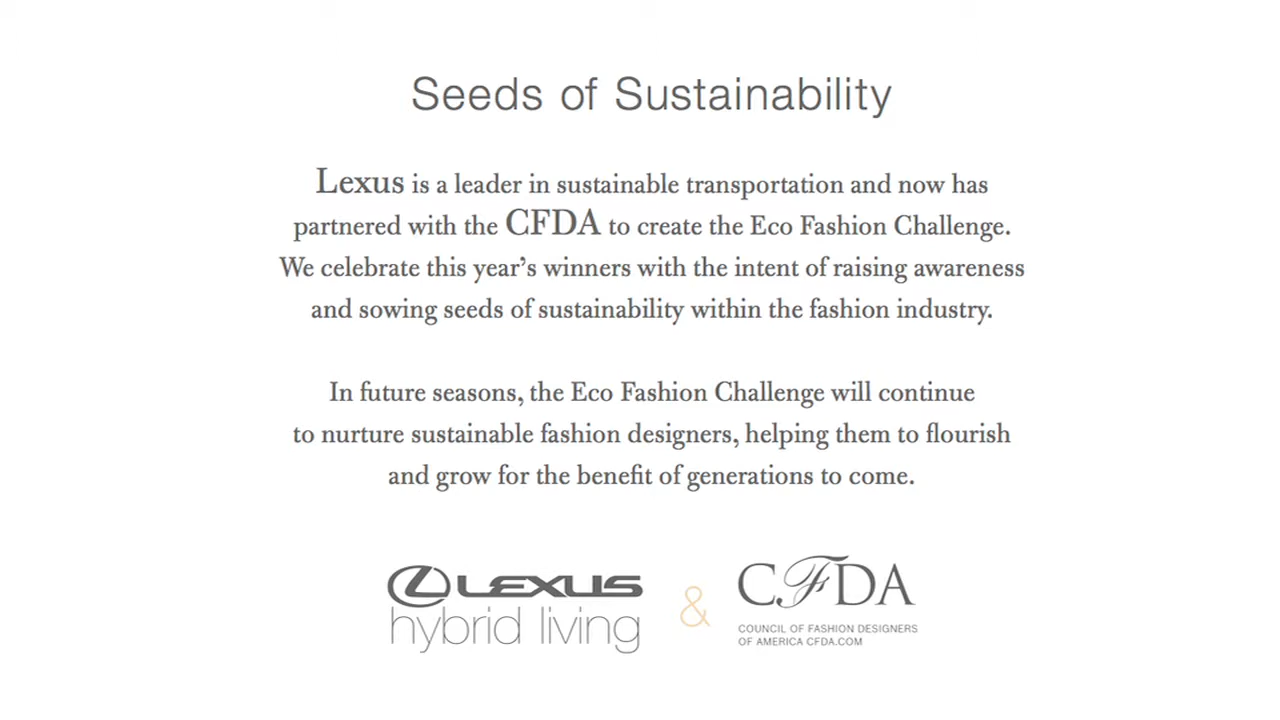 Seeds of Sustainability
Lexus is a leader in sustainable transportation and now has
partnered with the CFDA to create the Eco Fashion Challenge.
We celebrate this year’s winners with the intent of raising awareness
and sowing seeds of sustainability within the fashion industry.
In future seasons, the Eco Fashion Challenge will continue
to nurture sustainable fashion designers, helping them to flourish
and grow for the benefit of generations to come.
LEXUS
hybrid living
&
CFDA
COUNCIL OF FASHION DESIGNERS
OF AMERICA CFDA.COM